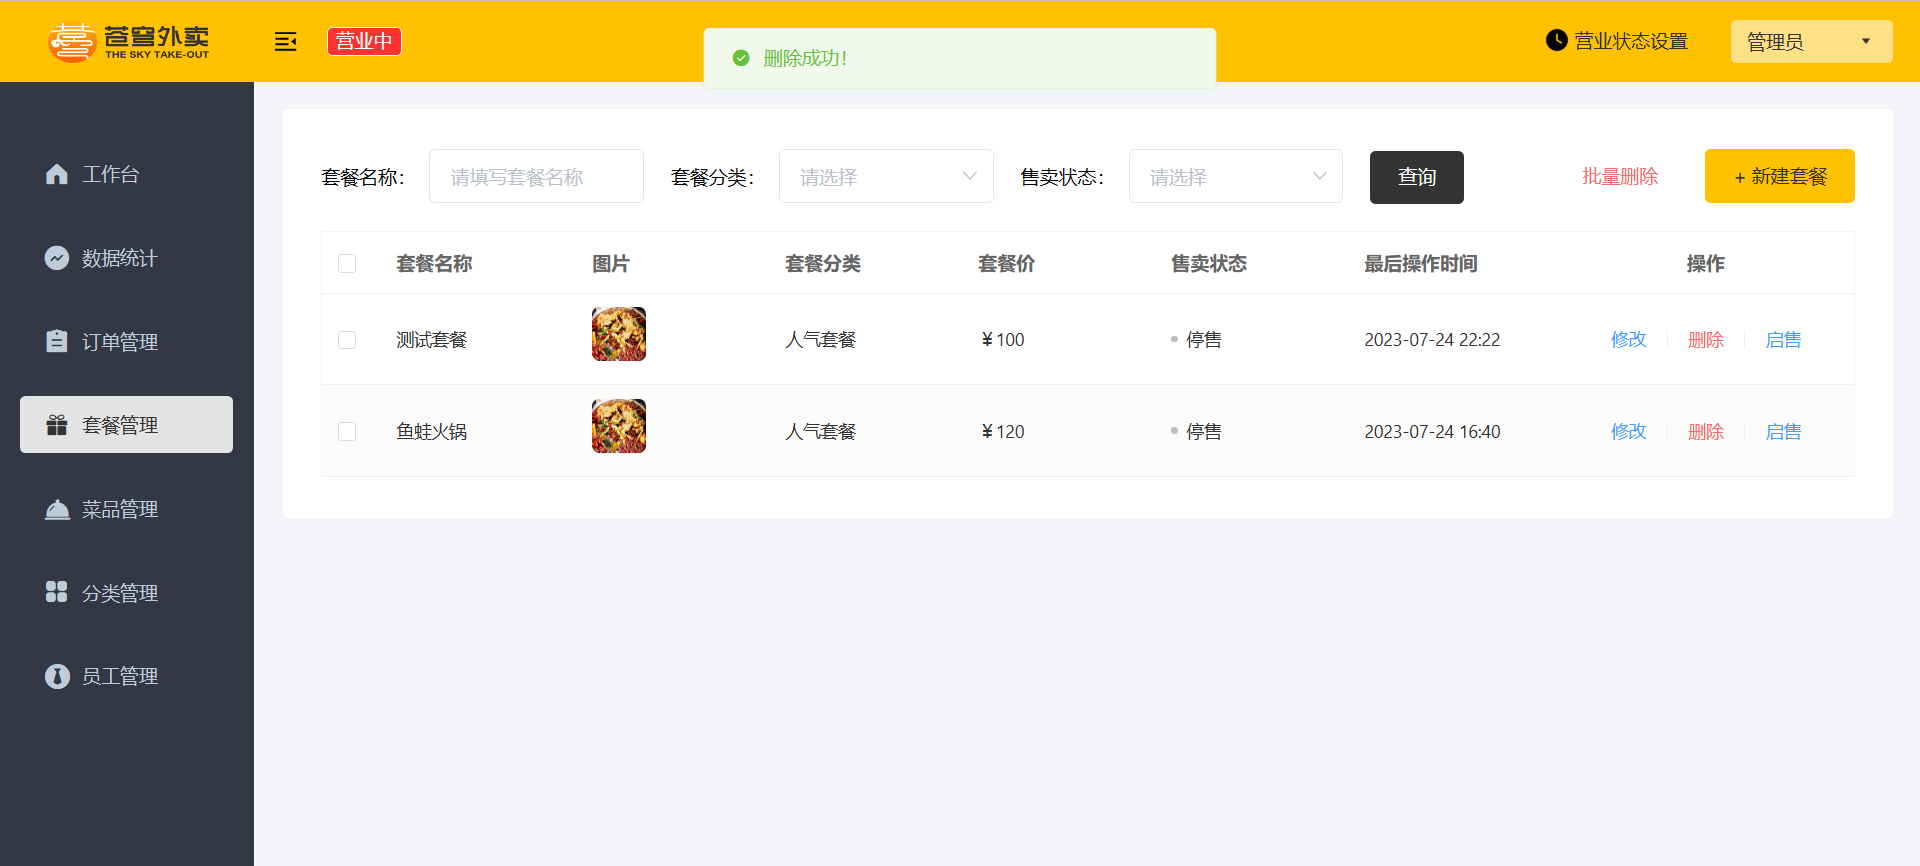 苍穹外卖
THE SKY TAKE-OUT
营业中
删除成功！
营业状态设置
管理员
工作台
数据统计
订单管理
套餐管理
菜品管理
分类管理
员工管理
套餐名称： 请填写套餐名称 套餐分类： 请选择 售卖状态： 请选择 查询 批量删除 + 新建套餐
套餐名称 图片 套餐分类 套餐价 售卖状态 最后操作时间 操作
测试套餐 人气套餐 ￥100 停售 2023-07-24 22:22 修改 删除 启售
鱼蛙火锅 人气套餐 ￥120 停售 2023-07-24 16:40 修改 删除 启售